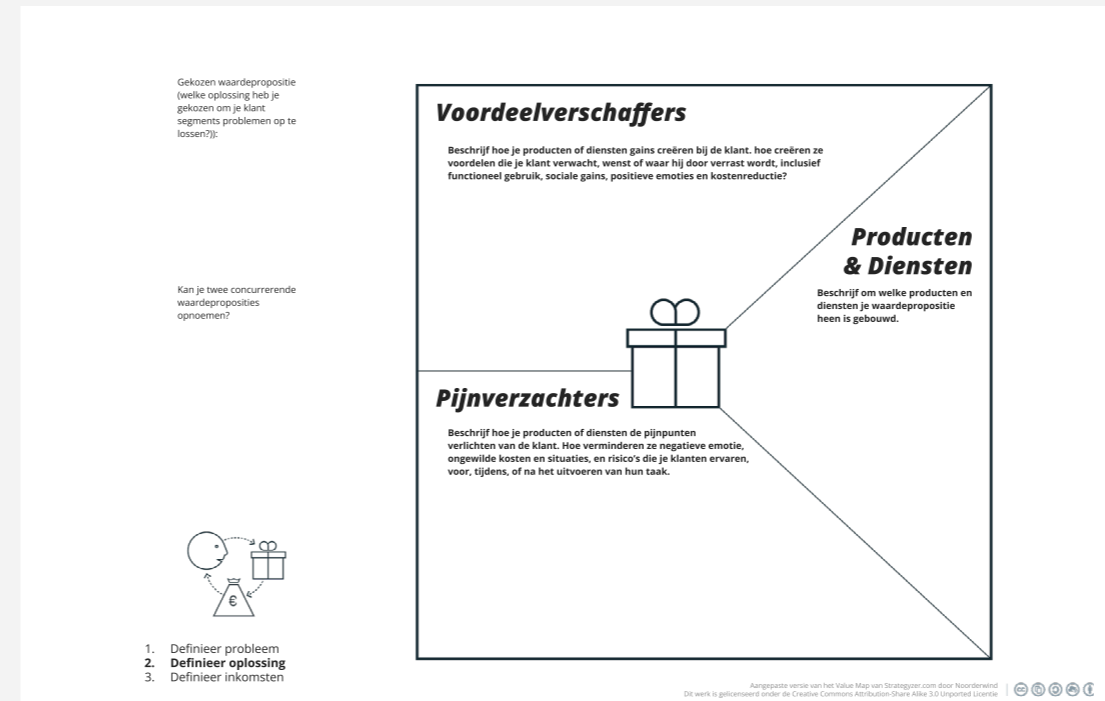 Gekozen waardepropositie
(welke oplossing heb je
gekozen om je klant
segments problemen op te
lossen?)):
Kan je twee concurrerende
waardeproposities
opnoemen?
Voordeelverschaffers
Beschrijf hoe je producten of diensten gains creëren bij de klant. hoe creëren ze
voordelen die je klant verwacht, wenst of waar hij door verrast wordt, inclusief
functioneel gebruik, sociale gains, positieve emoties en kostenreductie?
Producten
& Diensten
Beschrijf om welke producten en
diensten je waardepropositie
heen is gebouwd.
Pijnverzachters
Beschrijf hoe je producten of diensten de pijnpunten
verlichten van de klant. Hoe verminderen ze negatieve emotie,
ongewilde kosten en situaties, en risico's die je klanten ervaren,
voor, tijdens, of na het uitvoeren van hun taak.
€
1. Definieer probleem
2. Definieer oplossing
3. Definieer inkomsten
Aangepaste versie van het Value Map van Strategyzer.com door Noorderwind
Dit werk is gelicenseerd onder de Creative Commons Attribution-Share Alike 3.0 Unported Licentie
cc